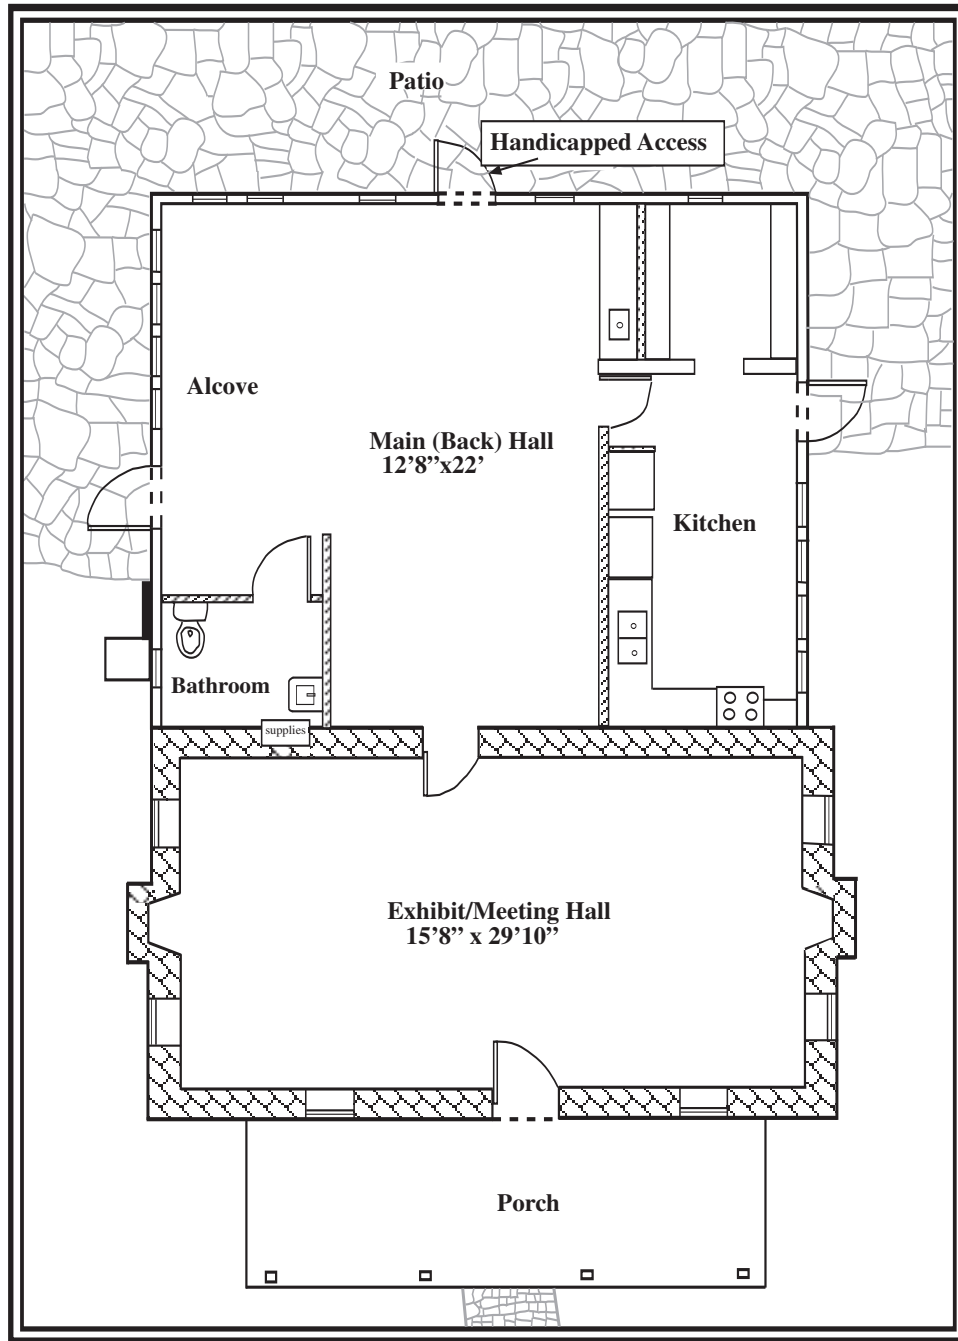 Patio
Handicapped Access
Alcove
Main (Back) Hall
12’8”x22’
Kitchen
Bathroom
supplies
Exhibit/Meeting Hall
15’8” x 29’10”
Porch